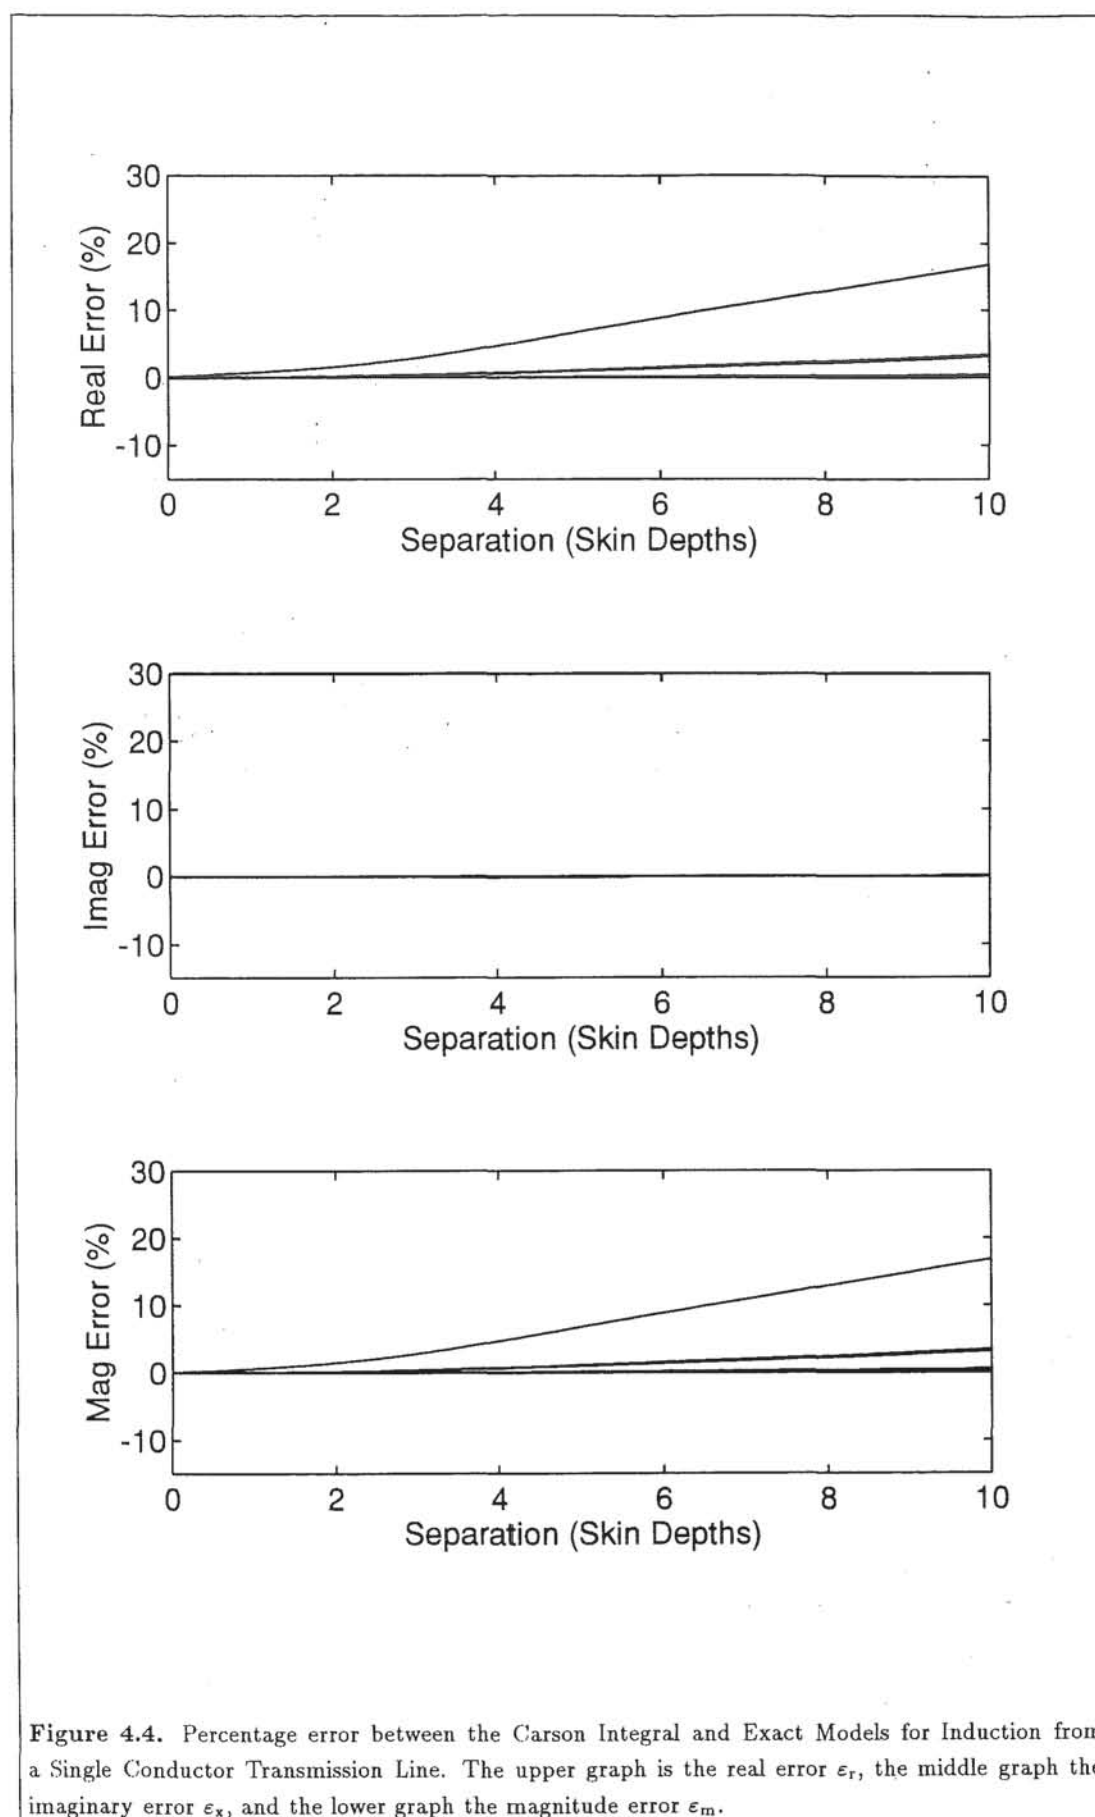 30
20
10
0
-10
Real Error (%)
0 2 4 6 8 10
Separation (Skin Depths)
30
20
10
0
-10
Imag Error (%)
0 2 4 6 8 10
Separation (Skin Depths)
30
20
10
0
-10
Mag Error (%)
0 2 4 6 8 10
Separation (Skin Depths)
Figure 4.4. Percentage error between the Carson Integral and Exact Models for Induction from
a Single Conductor Transmission Line. The upper graph is the real error εr, the middle graph the
imaginary error εx, and the lower graph the magnitude error εm.